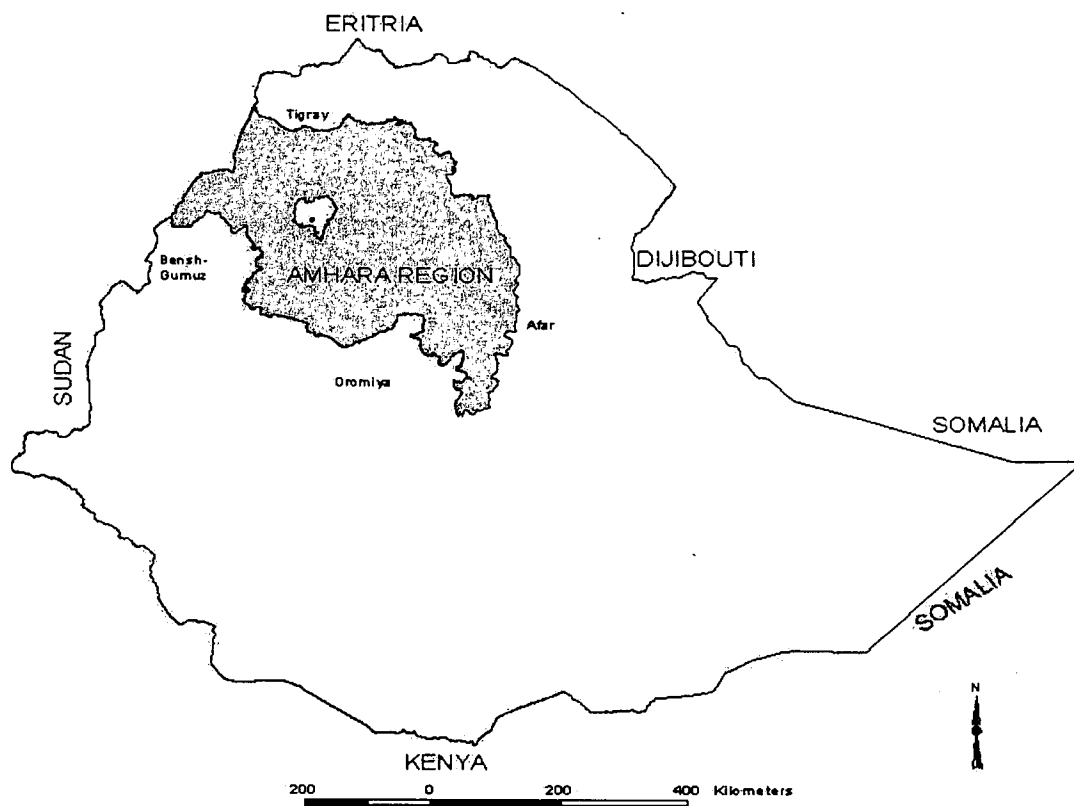 ERITRIA
Tigray
Bensh-
Gumuz
AMHARA REGION
DIJIBOUTI
Afar
SUDAN
Oromiya
SOMALIA
SOMALIA
N
KENYA
200 0 200 400 Kilometers